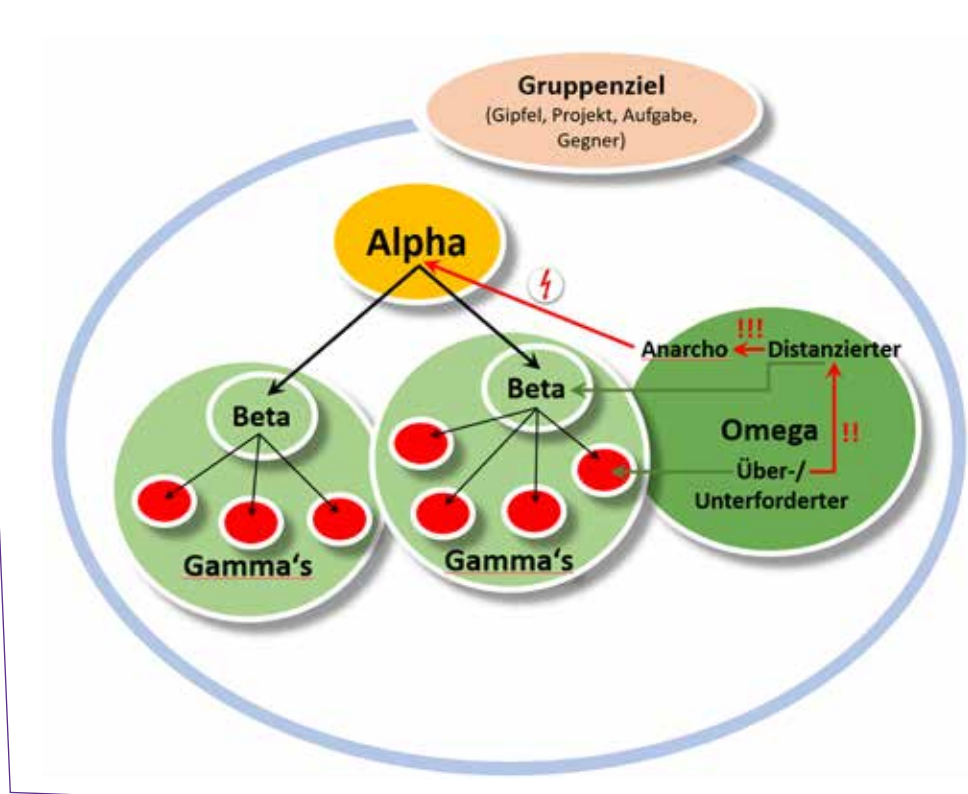 Gruppenziel
(Gipfel, Projekt, Aufgabe,
Gegner)
Alpha
Anarcho
!!!
Distanzierter
Beta
Beta
Omega
!!
Über-/
Unterforderter
Gamma‘s
Gamma‘s